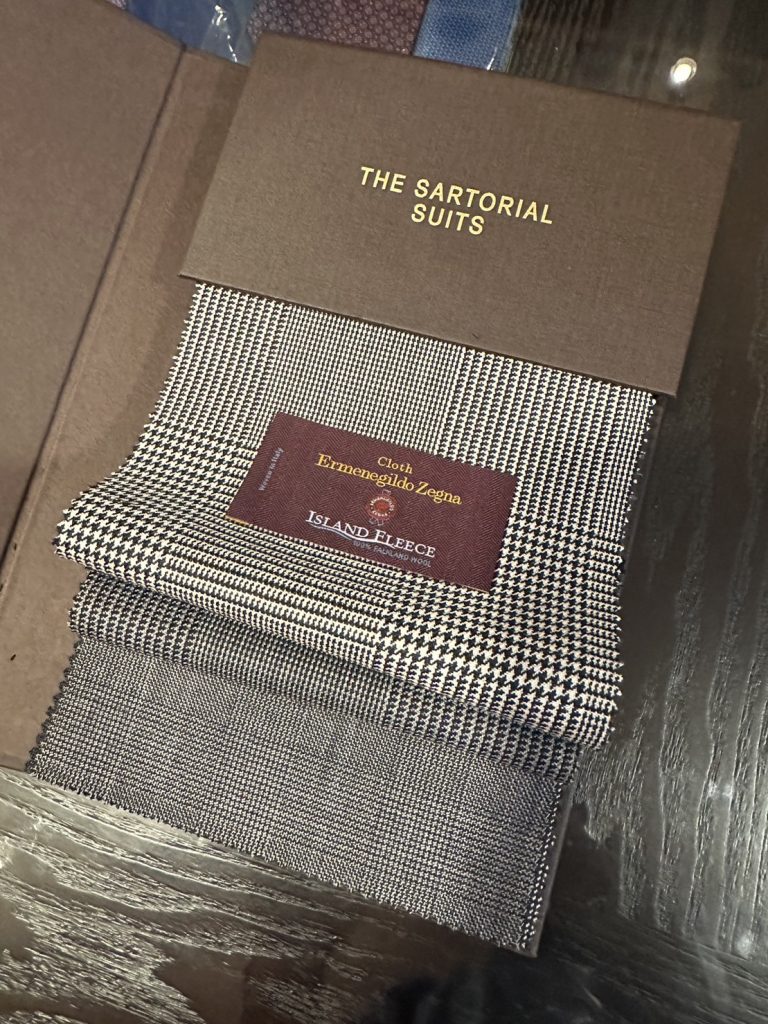 THE SARTORIAL
SUITS
Woven in Italy
Cloth
Ermenegildo Zegna
ISLAND FLEECE
100% FALKLAND WOOL